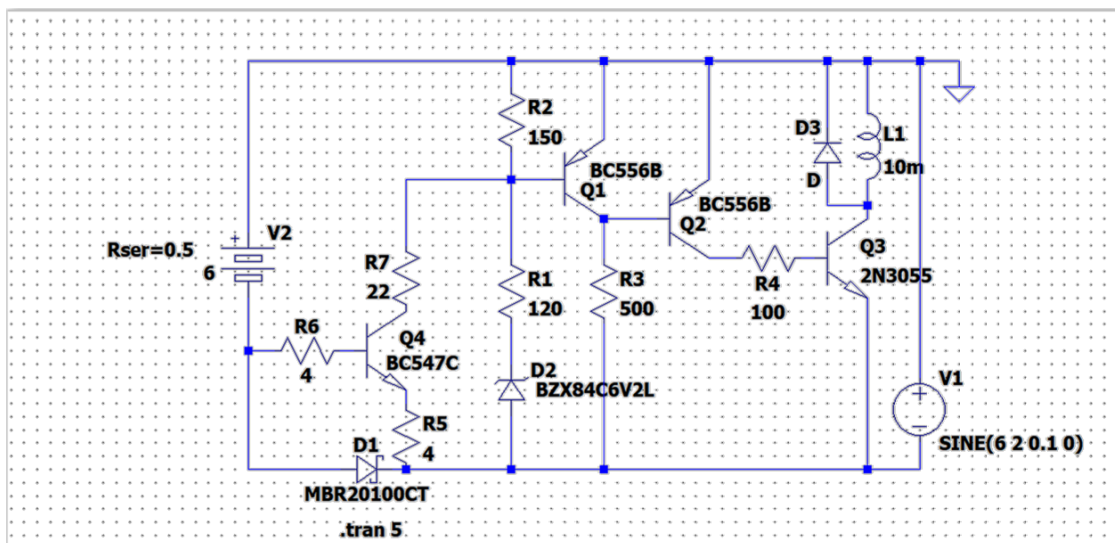 R2
150
D3
L1
BC556B
D
10m
Q1
BC556B
+
V2
Q2
Q3
Rser=0.5
6
R7
22
R1
120
R3
500
2N3055
R4
100
R6
4
Q4
BC547C
D2
BZX84C6V2L
V1
+
−
R5
4
D1
SINE(6 2 0.1 0)
MBR20100CT
.tran 5